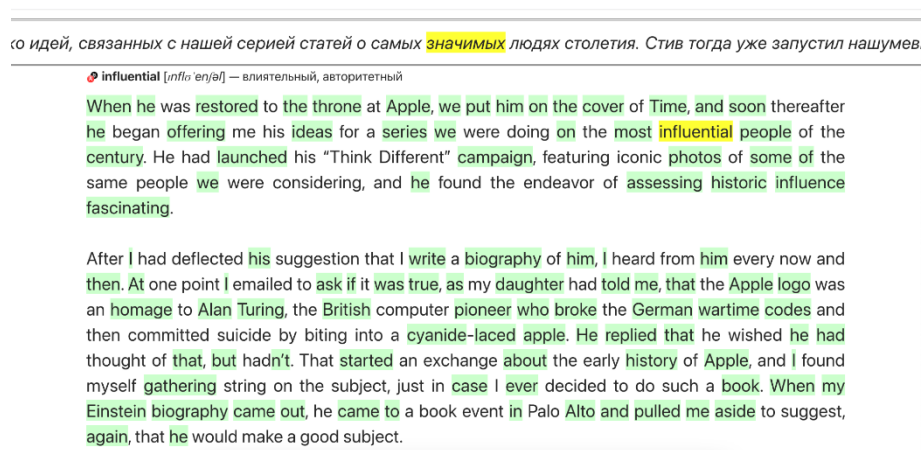 ко идей, связанных с нашей серией статей о самых значимых людях столетия. Стив тогда уже запустил нашумев
influential [ɪnflʊˈenʃəl] — влиятельный, авторитетный
When he was restored to the throne at Apple, we put him on the cover of Time, and soon thereafter
he began offering me his ideas for a series we were doing on the most influential people of the
century. He had launched his “Think Different” campaign, featuring iconic photos of some of the
same people we were considering, and he found the endeavor of assessing historic influence
fascinating.
After I had deflected his suggestion that I write a biography of him, I heard from him every now and
then. At one point I emailed to ask if it was true, as my daughter had told me, that the Apple logo was
an homage to Alan Turing, the British computer pioneer who broke the German wartime codes and
then committed suicide by biting into a cyanide-laced apple. He replied that he wished he had
thought of that, but hadn’t. That started an exchange about the early history of Apple, and I found
myself gathering string on the subject, just in case I ever decided to do such a book. When my
Einstein biography came out, he came to a book event in Palo Alto and pulled me aside to suggest,
again, that he would make a good subject.